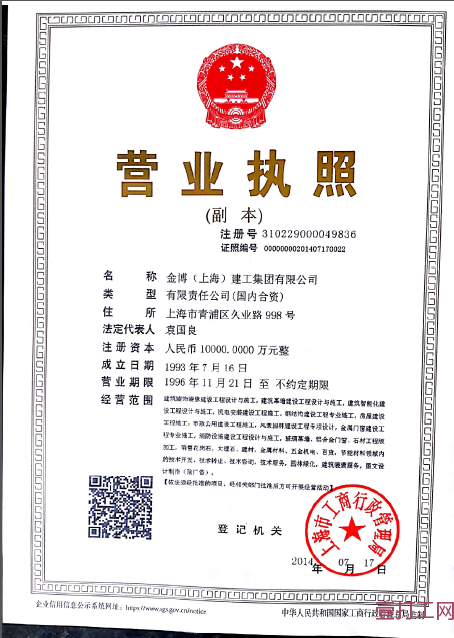 营业执照
(副 本)
注册号 310229000049836
证照编号 00000002014071 70022
名 称 金博（上海）建工集团有限公司
类 型 有限责任公司(国内合资)
住 所 上海市青浦区久业路 998 号
法定代表人 袁国良
注册资本 人民币 10000.0000 万元整
成立日期 1993 年 7 月 16 日
营业期限 1996 年 11 月 21 日 至 不约定期限
经营范围 建筑装饰装修建设工程设计与施工，建筑幕墙建设工程设计与施工，建筑智能化建
设工程设计与施工，机电安装建设工程施工，钢结构建设工程专业施工，房屋建设
工程施工，市政公用建设工程施工，风景园林建设工程专项设计，金属门窗建设工
程专业施工，消防设施建设工程设计与施工，玻璃幕墙、铝合金门窗、石材工程板
加工，销售花岗石、大理石、建材、金属材料、五金机电、百货，节能材料领域内
的技术开发、技术转让、技术咨询、技术服务，园林绿化，建筑装潢服务，图文设
计制作（除广告）。
【依法须经批准的项目，经相关部门批准后方可开展经营活动】
登记机关
上海市工商行政管理局
2014 年 07 月 17 日
企业信用信息公示系统网址：https://www.sgs.gov.cn/notice
中华人民共和国国家工商行政管理总局监制